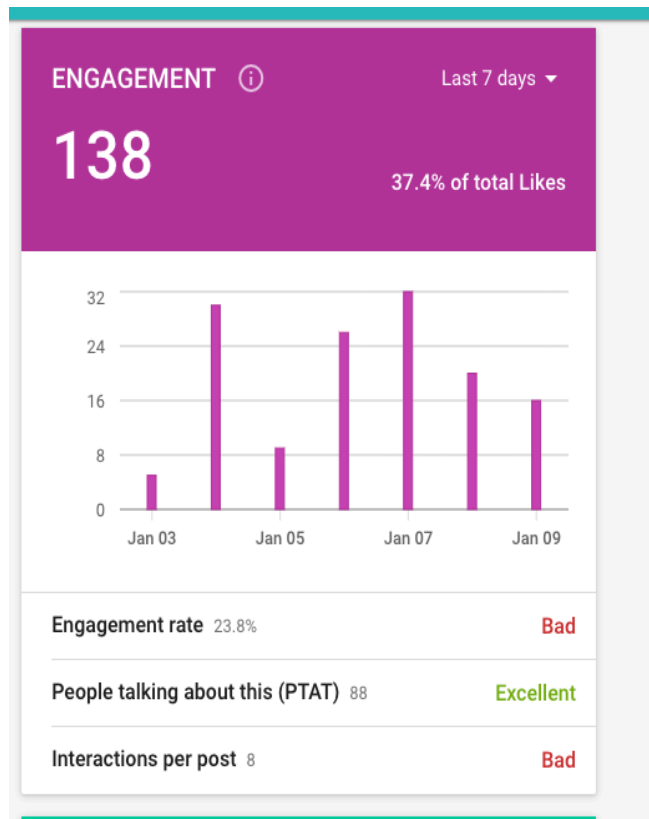 ENGAGEMENT Last 7 days
138
37.4% of total Likes
32
24
16
8
0
Jan 03 Jan 05 Jan 07 Jan 09
Engagement rate 23.8% Bad
People talking about this (PTAT) 88 Excellent
Interactions per post 8 Bad